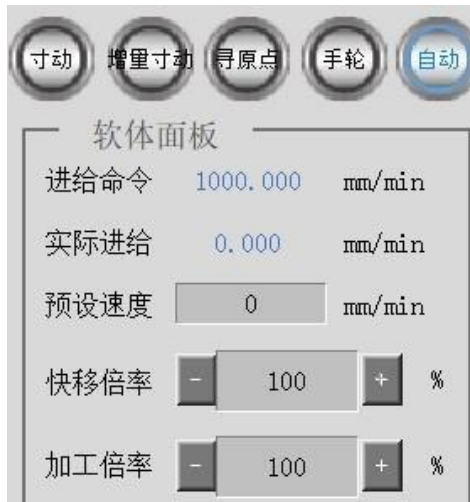 寸动 增量寸动 寻原点 手轮 自动
软体面板
进给命令 1000.000 mm/min
实际进给 0.000 mm/min
预设速度 0 mm/min
快移倍率 - 100 + %
加工倍率 - 100 + %